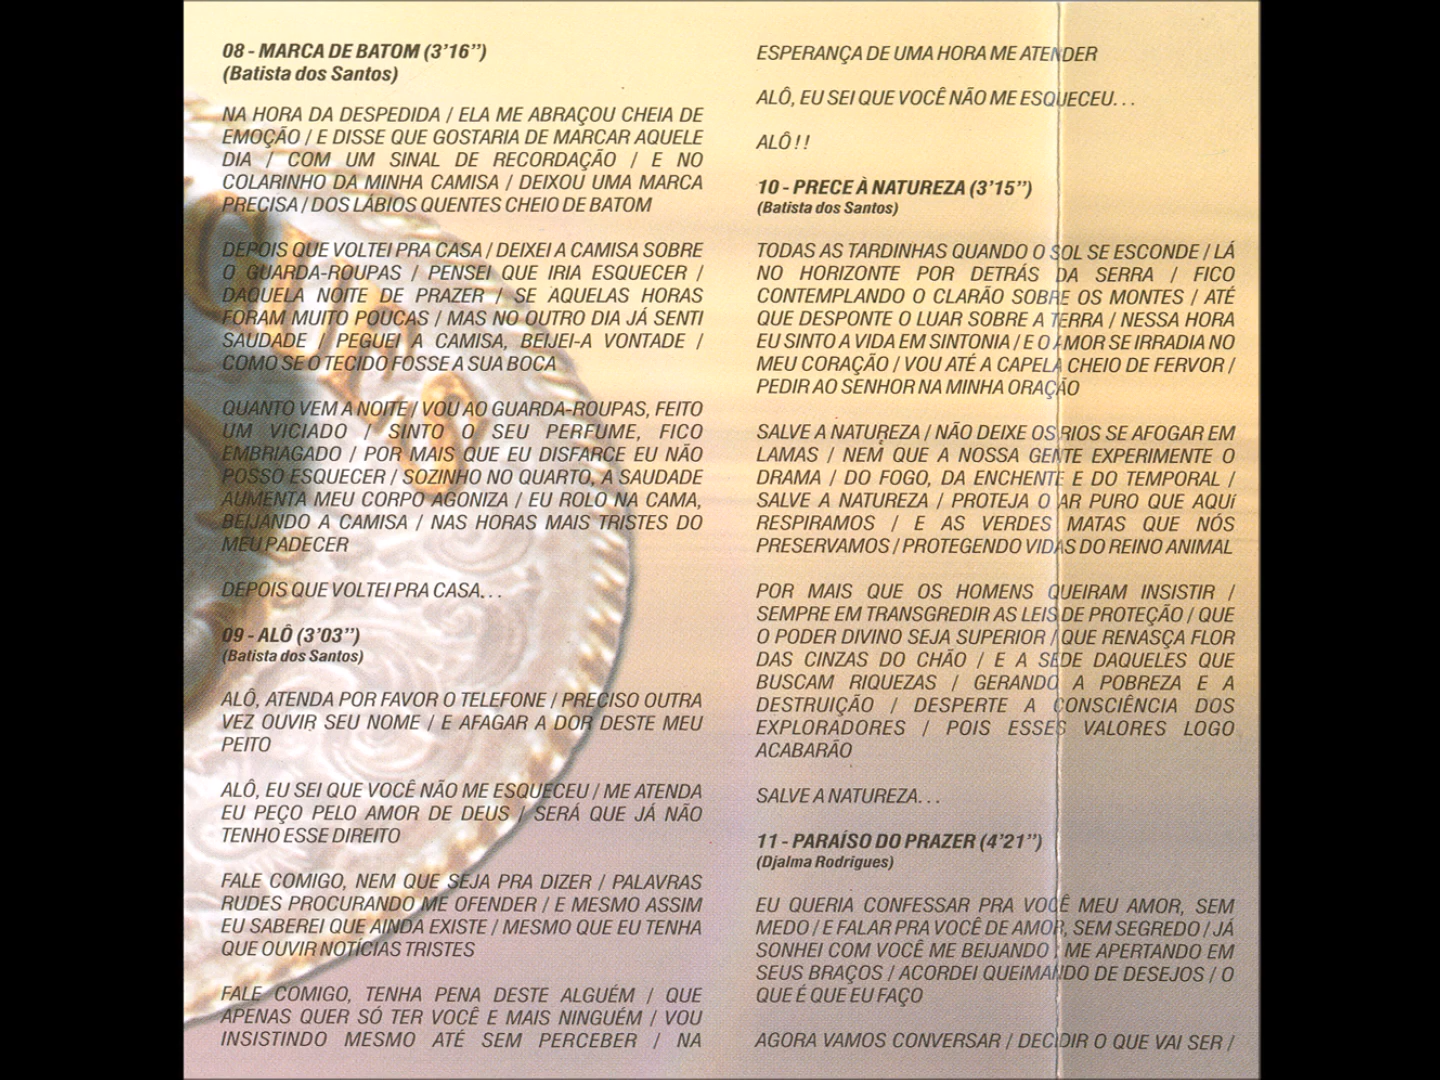 08 - MARCA DE BATOM (3'16")
(Batista dos Santos)
NA HORA DA DESPEDIDA / ELA ME ABRAÇOU CHEIA DE
EMOÇÃO / E DISSE QUE GOSTARIA DE MARCAR AQUELE
DIA / COM UM SINAL DE RECORDAÇÃO / E NO
COLARINHO DA MINHA CAMISA / DEIXOU UMA MARCA
PRECISA / DOS LÁBIOS QUENTES CHEIO DE BATOM
DEPOIS QUE VOLTEI PRA CASA / DEIXEI A CAMISA SOBRE
O GUARDA-ROUPAS / PENSEI QUE IRIA ESQUECER /
DAQUELA NOITE DE PRAZER / SE AQUELAS HORAS
FORAM MUITO POUCAS / MAS NO OUTRO DIA JÁ SENTI
SAUDADE / PEGUEI A CAMISA, BEIJEI-A VONTADE /
COMO SE O TECIDO FOSSE A SUA BOCA
QUANTO VEM A NOITE / VOU AO GUARDA-ROUPAS, FEITO
UM VICIADO / SINTO O SEU PERFUME, FICO
EMBRIAGADO / POR MAIS QUE EU DISFARCE EU NÃO
POSSO ESQUECER / SOZINHO NO QUARTO, A SAUDADE
AUMENTA MEU CORPO AGONIZA / EU ROLO NA CAMA,
BEIJANDO A CAMISA / NAS HORAS MAIS TRISTES DO
MEU PADECER
DEPOIS QUE VOLTEI PRA CASA...
09 - ALÔ (3'03")
(Batista dos Santos)
ALÔ, ATENDA POR FAVOR O TELEFONE / PRECISO OUTRA
VEZ OUVIR SEU NOME / E AFAGAR A DOR DESTE MEU
PEITO
ALÔ, EU SEI QUE VOCÊ NÃO ME ESQUECEU / ME ATENDA
EU PEÇO PELO AMOR DE DEUS / SERÁ QUE JÁ NÃO
TENHO ESSE DIREITO
FALE COMIGO, NEM QUE SEJA PRA DIZER / PALAVRAS
RUDES PROCURANDO ME OFENDER / E MESMO ASSIM
EU SABEREI QUE AINDA EXISTE / MESMO QUE EU TENHA
QUE OUVIR NOTÍCIAS TRISTES
FALE COMIGO, TENHA PENA DESTE ALGUÉM / QUE
APENAS QUER SÓ TER VOCÊ E MAIS NINGUÉM / VOU
INSISTINDO MESMO ATÉ SEM PERCEBER / NA
ESPERANÇA DE UMA HORA ME ATENDER
ALÔ, EU SEI QUE VOCÊ NÃO ME ESQUECEU...
ALÔ!!
10 - PRECE À NATUREZA (3'15")
(Batista dos Santos)
TODAS AS TARDINHAS QUANDO O SOL SE ESCONDE / LÁ
NO HORIZONTE POR DETRÁS DA SERRA / FICO
CONTEMPLANDO O CLARÃO SOBRE OS MONTES / ATÉ
QUE DESPONTE O LUAR SOBRE A TERRA / NESSA HORA
EU SINTO A VIDA EM SINTONIA / E O AMOR SE IRRADIA NO
MEU CORAÇÃO / VOU ATÉ A CAPELA CHEIO DE FERVOR /
PEDIR AO SENHOR NA MINHA ORAÇÃO
SALVE A NATUREZA / NÃO DEIXE OS RIOS SE AFOGAR EM
LAMAS / NEM QUE A NOSSA GENTE EXPERIMENTE O
DRAMA / DO FOGO, DA ENCHENTE E DO TEMPORAL /
SALVE A NATUREZA / PROTEJA O AR PURO QUE AQUí
RESPIRAMOS / E AS VERDES MATAS QUE NÓS
PRESERVAMOS / PROTEGENDO VIDAS DO REINO ANIMAL
POR MAIS QUE OS HOMENS QUEIRAM INSISTIR /
SEMPRE EM TRANSGREDIR AS LEIS DE PROTEÇÃO / QUE
O PODER DIVINO SEJA SUPERIOR / QUE RENASÇA FLOR
DAS CINZAS DO CHÃO / E A SEDE DAQUELES QUE
BUSCAM RIQUEZAS / GERANDO A POBREZA E A
DESTRUIÇÃO / DESPERTE A CONSCIÊNCIA DOS
EXPLORADORES / POIS ESSES VALORES LOGO
ACABARÃO
SALVE A NATUREZA...
11 - PARAÍSO DO PRAZER (4'21")
(Djalma Rodrigues)
EU QUERIA CONFESSAR PRA VOCÊ MEU AMOR, SEM
MEDO / E FALAR PRA VOCÊ DE AMOR, SEM SEGREDO / JÁ
SONHEI COM VOCÊ ME BEIJANDO / ME APERTANDO EM
SEUS BRAÇOS / ACORDEI QUEiMANDO DE DESEJOS / O
QUE É QUE EU FAÇO
AGORA VAMOS CONVERSAR / DECIDIR O QUE VAI SER /